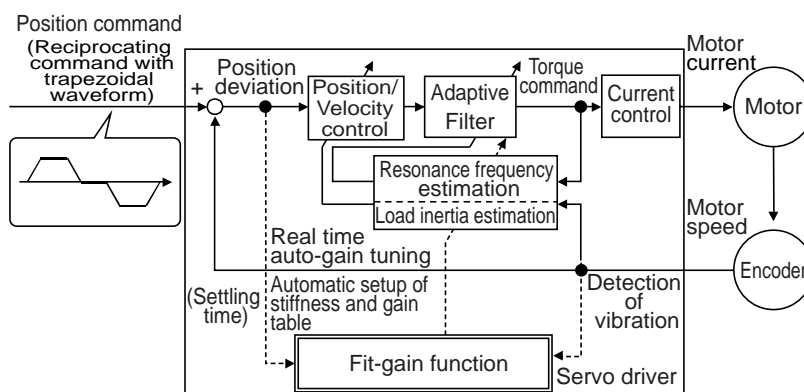 Position command
(Reciprocating
command with
trapezoidal
waveform)
+
Position
deviation
Position/
Velocity
control
Adaptive
Filter
Torque
command
Current
control
Motor
current
Motor
Resonance frequency
estimation
Load inertia estimation
Motor
speed
Encoder
Real time
auto-gain tuning
(Settling
time)
Automatic setup of
stiffness and gain
table
Detection
of
vibration
Fit-gain function
Servo driver